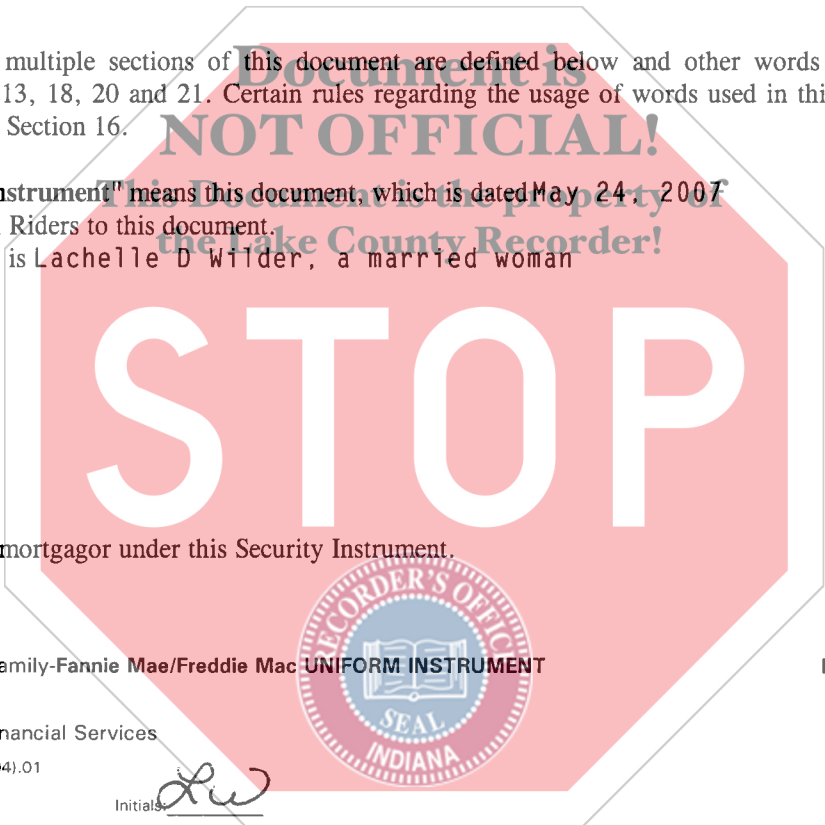 multiple sections of this document are defined below and other words
Document is
13, 18, 20 and 21. Certain rules regarding the usage of words used in thi
Section 16.
NOT OFFICIAL!
nstrument" means this document, which is dated May 24, 2007
This Document is the property of
Riders to this document.
the Lake County Recorder!
is Lachelle D Wilder, a married woman
STOP
mortgagor under this Security Instrument.
RECORDER'S OFFICE
amily-Fannie Mae/Freddie Mac UNIFORM INSTRUMENT
SEAL
nancial Services
INDIANA
04).01
Initials: LW